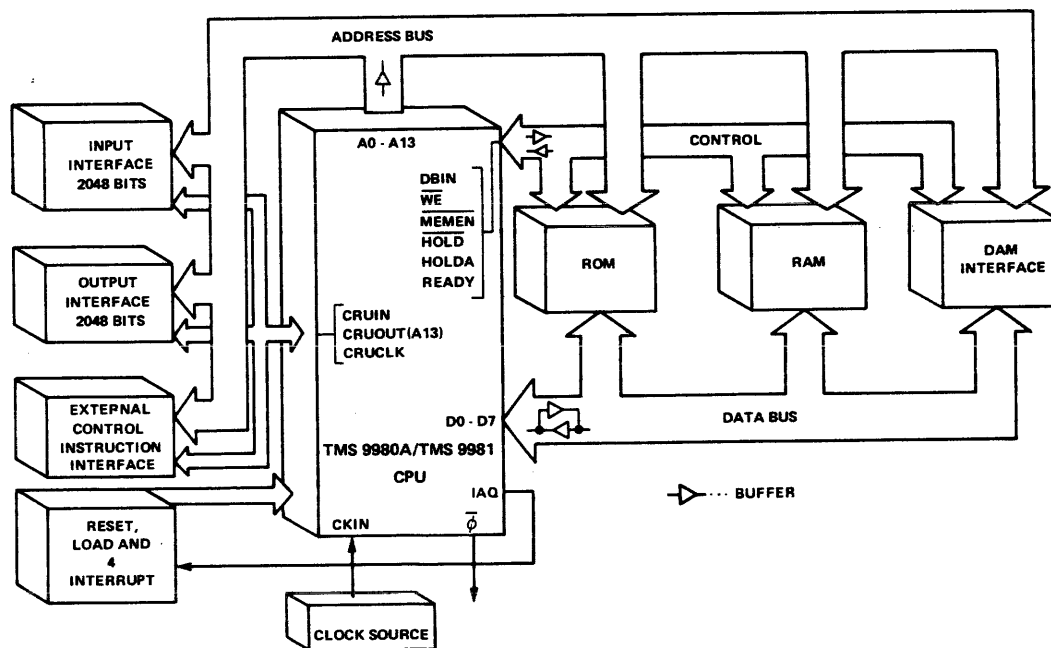 ADDRESS BUS
INPUT
INTERFACE
2048 BITS
A0 - A13
CONTROL
DBIN
WE
MEMEN
HOLD
HOLDA
READY
ROM
RAM
DAM
INTERFACE
OUTPUT
INTERFACE
2048 BITS
CRUIN
CRUOUT(A13)
CRUCLK
EXTERNAL
CONTROL
INSTRUCTION
INTERFACE
D0 - D7
DATA BUS
TMS 9980A/TMS 9981
CPU
IAQ
BUFFER
RESET,
LOAD AND
4
INTERRUPT
CKIN
φ
CLOCK SOURCE